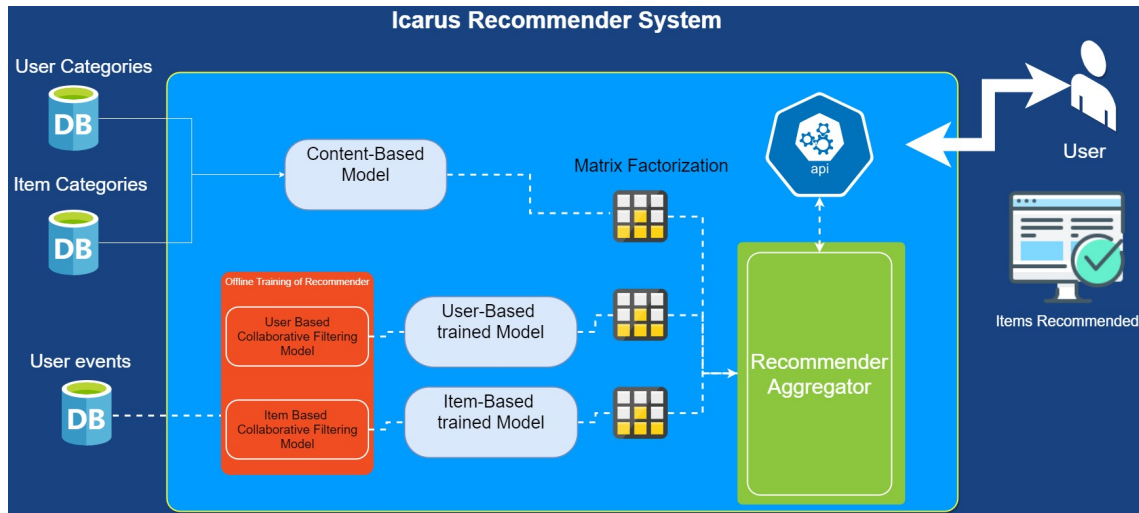 Icarus Recommender System
User Categories
DB
Item Categories
DB
User events
DB
Content-Based
Model
Matrix Factorization
Offline Training of Recommender
User Based
Collaborative Filtering
Model
Item Based
Collaborative Filtering
Model
User-Based
trained Model
Item-Based
trained Model
api
Recommender
Aggregator
User
Items Recommended